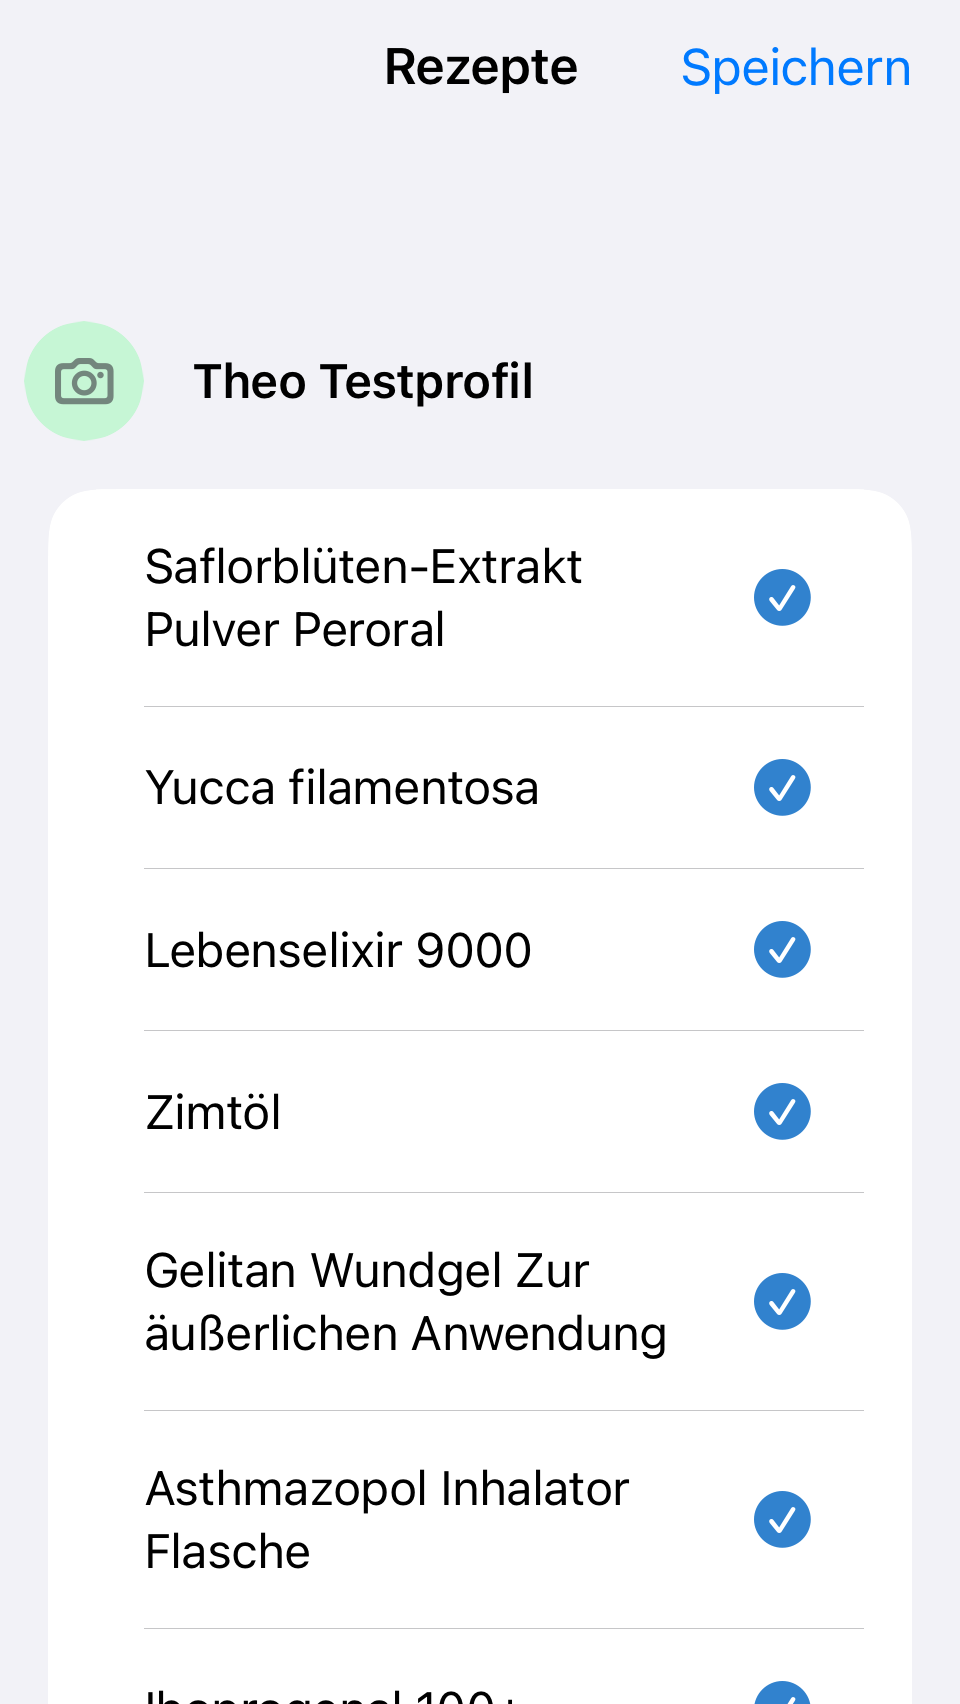 Rezepte
Speichern
Theo Testprofil
Saflorblüten-Extrakt
Pulver Peroral
Yucca filamentosa
Lebenselixir 9000
Zimtöl
Gelitan Wundgel Zur
äußerlichen Anwendung
Asthmazopol Inhalator
Flasche